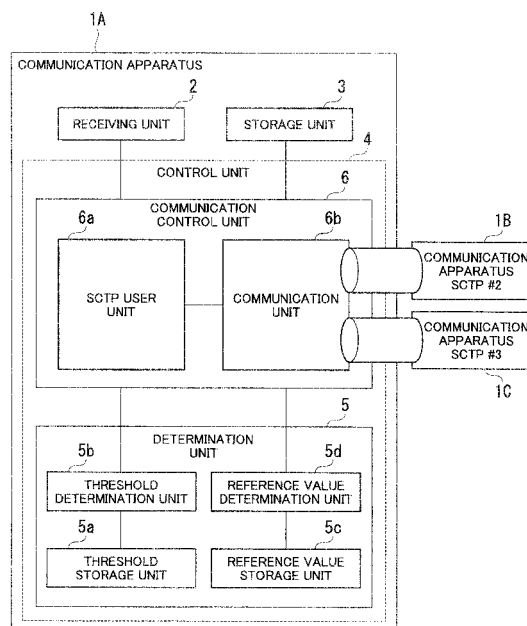 1A
COMMUNICATION APPARATUS
2
RECEIVING UNIT
3
STORAGE UNIT
4
CONTROL UNIT
6
COMMUNICATION
CONTROL UNIT
6a
SCTP USER
UNIT
6b
COMMUNICATION
UNIT
1B
COMMUNICATION
APPARATUS
SCTP #2
COMMUNICATION
APPARATUS
SCTP #3
1C
5
DETERMINATION
UNIT
5b
THRESHOLD
DETERMINATION UNIT
5d
REFERENCE VALUE
DETERMINATION UNIT
5a
THRESHOLD
STORAGE UNIT
5c
REFERENCE VALUE
STORAGE UNIT